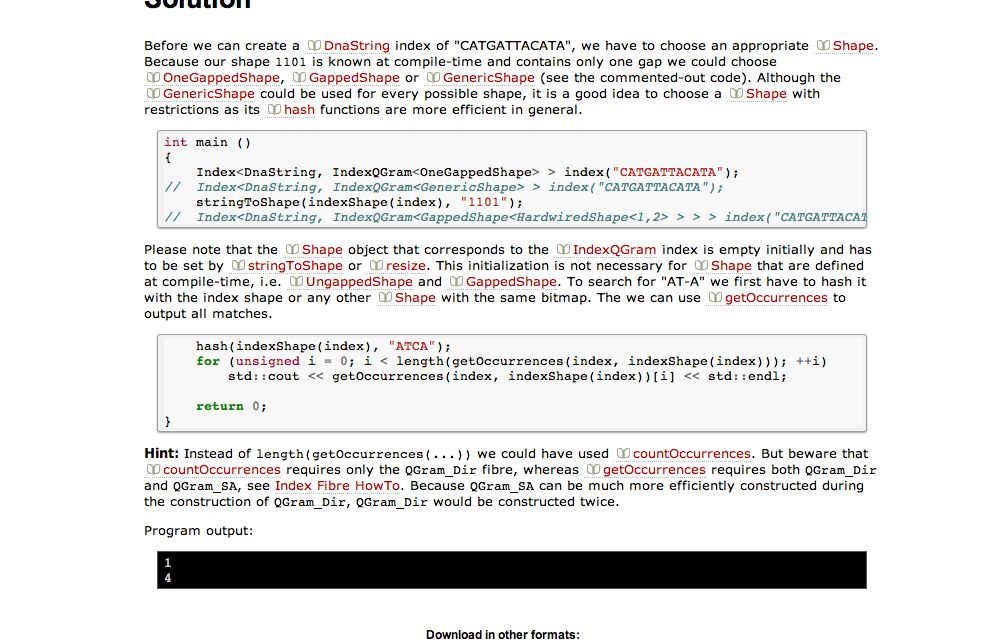 Solution
Before we can create a DnaString index of "CATGATTACATA", we have to choose an appropriate Shape.
Because our shape 1101 is known at compile-time and contains only one gap we could choose
OneGappedShape, GappedShape or GenericShape (see the commented-out code). Although the
GenericShape could be used for every possible shape, it is a good idea to choose a Shape with
restrictions as its hash functions are more efficient in general.
int main ()
{
    Index<DnaString, IndexQGram<OneGappedShape> > index("CATGATTACATA");
//  Index<DnaString, IndexQGram<GenericShape> > index("CATGATTACATA");
    stringToShape(indexShape(index), "1101");
//  Index<DnaString, IndexQGram<GappedShape<HardwiredShape<1,2> > > > index("CATGATTACAT
Please note that the Shape object that corresponds to the IndexQGram index is empty initially and has
to be set by stringToShape or resize. This initialization is not necessary for Shape that are defined
at compile-time, i.e. UngappedShape and GappedShape. To search for "AT-A" we first have to hash it
with the index shape or any other Shape with the same bitmap. The we can use getOccurrences to
output all matches.
    hash(indexShape(index), "ATCA");
    for (unsigned i = 0; i < length(getOccurrences(index, indexShape(index))); ++i)
        std::cout << getOccurrences(index, indexShape(index))[i] << std::endl;
    return 0;
}
Hint: Instead of length(getOccurrences(...)) we could have used countOccurrences. But beware that
countOccurrences requires only the QGram_Dir fibre, whereas getOccurrences requires both QGram_Dir
and QGram_SA, see Index Fibre HowTo. Because QGram_SA can be much more efficiently constructed during
the construction of QGram_Dir, QGram_Dir would be constructed twice.
Program output:
1
4
Download in other formats: